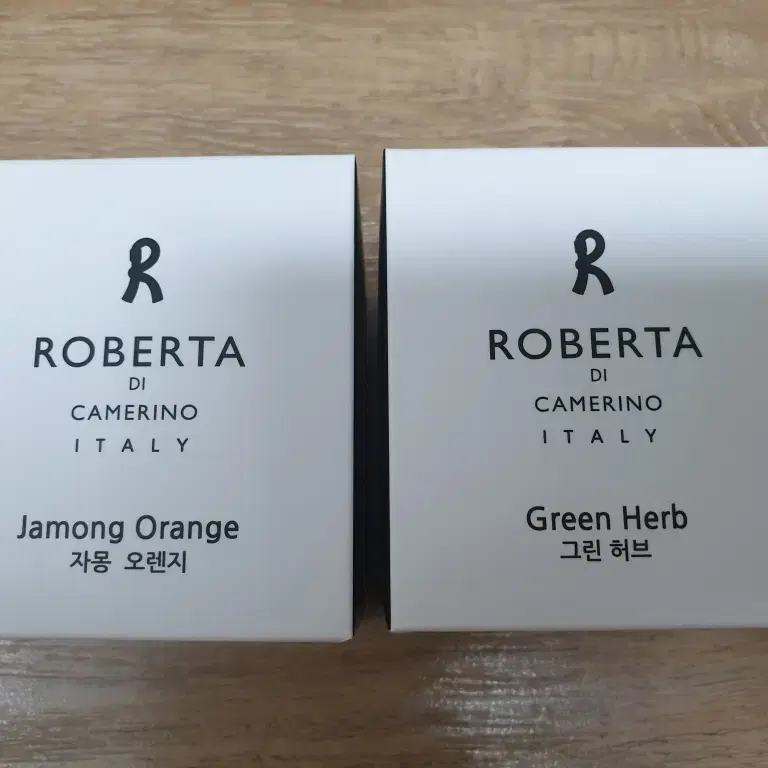 R
ROBERTA
DI
CAMERINO
ITALY
Jamong Orange
자몽 오렌지
R
ROBERTA
DI
CAMERINO
ITALY
Green Herb
그린 허브